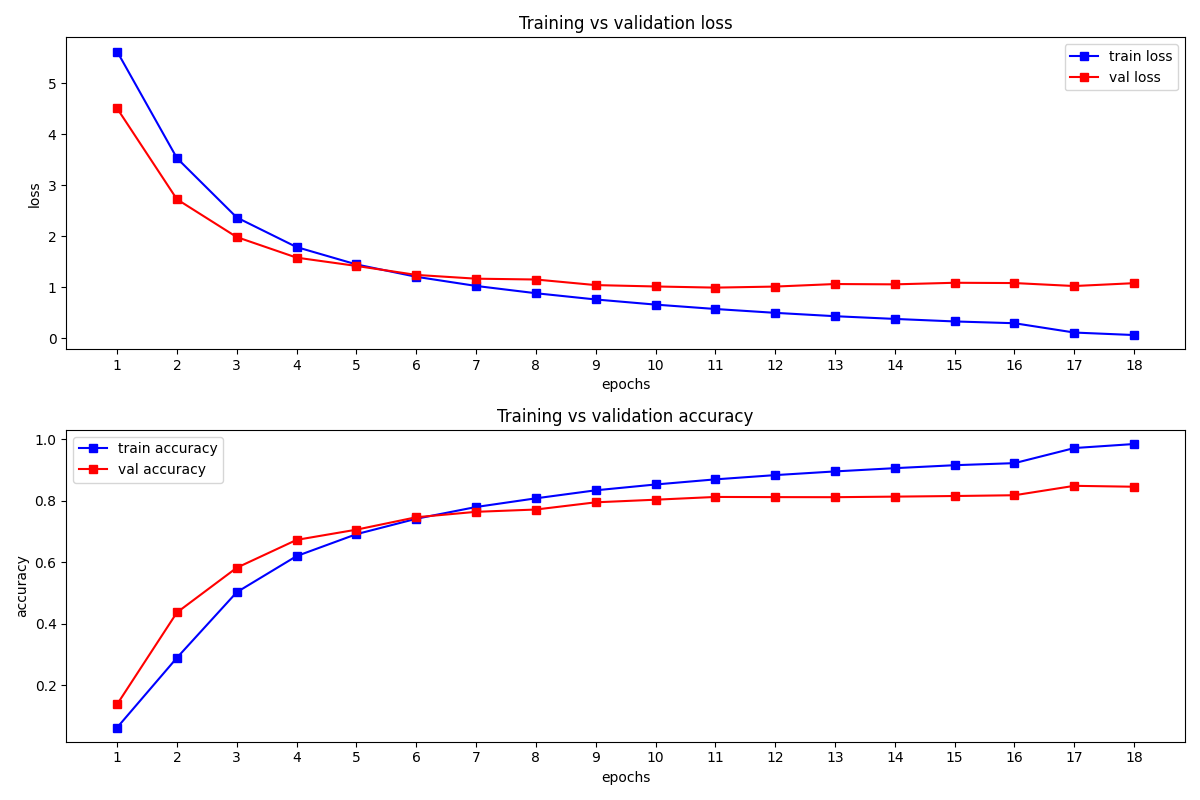 Training vs validation loss
train loss
val loss
5
4
3
2
1
0
loss
1 2 3 4 5 6 7 8 9 10 11 12 13 14 15 16 17 18
epochs
Training vs validation accuracy
train accuracy
val accuracy
1.0
0.8
0.6
0.4
0.2
accuracy
1 2 3 4 5 6 7 8 9 10 11 12 13 14 15 16 17 18
epochs